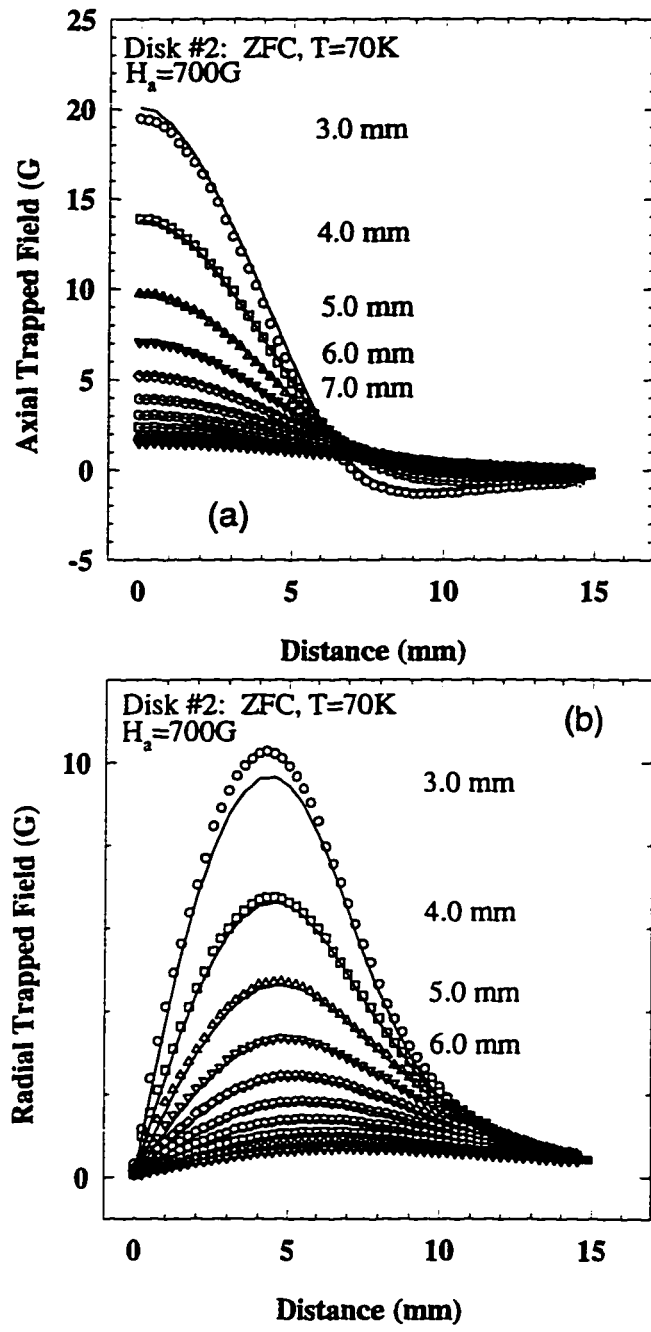 25
20
15
10
5
0
-5
Axial Trapped Field (G
Disk #2: ZFC, T=70K
Hₐ=700G
3.0 mm
4.0 mm
5.0 mm
6.0 mm
7.0 mm
(a)
0 5 10 15
Distance (mm)
10
0
Radial Trapped Field (G)
Disk #2: ZFC, T=70K
Hₐ=700G
(b)
3.0 mm
4.0 mm
5.0 mm
6.0 mm
0 5 10 15
Distance (mm)